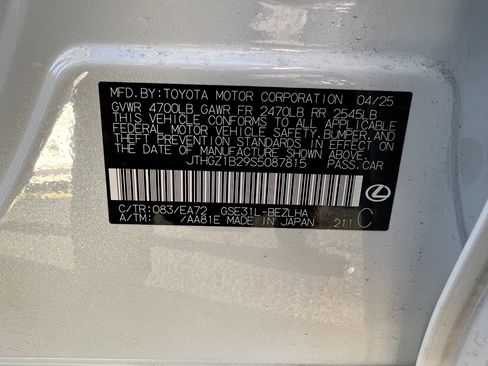 MFD.BY:TOYOTA MOTOR CORPORATION 04/25
GVWR 4700LB GAWR FR 2470LB RR 2545LB
THIS VEHICLE CONFORMS TO ALL APPLICABLE
FEDERAL MOTOR VEHICLE SAFETY,BUMPER,AND
THEFT PREVENTION STANDARDS IN EFFECT ON
THE DATE OF MANUFACTURE SHOWN ABOVE.
JTHGZ1B29S5087815 PASS.CAR
C/TR:083/EA72 GSE31L-BEZLHA
A/TM: /AA81E MADE IN JAPAN 211 C